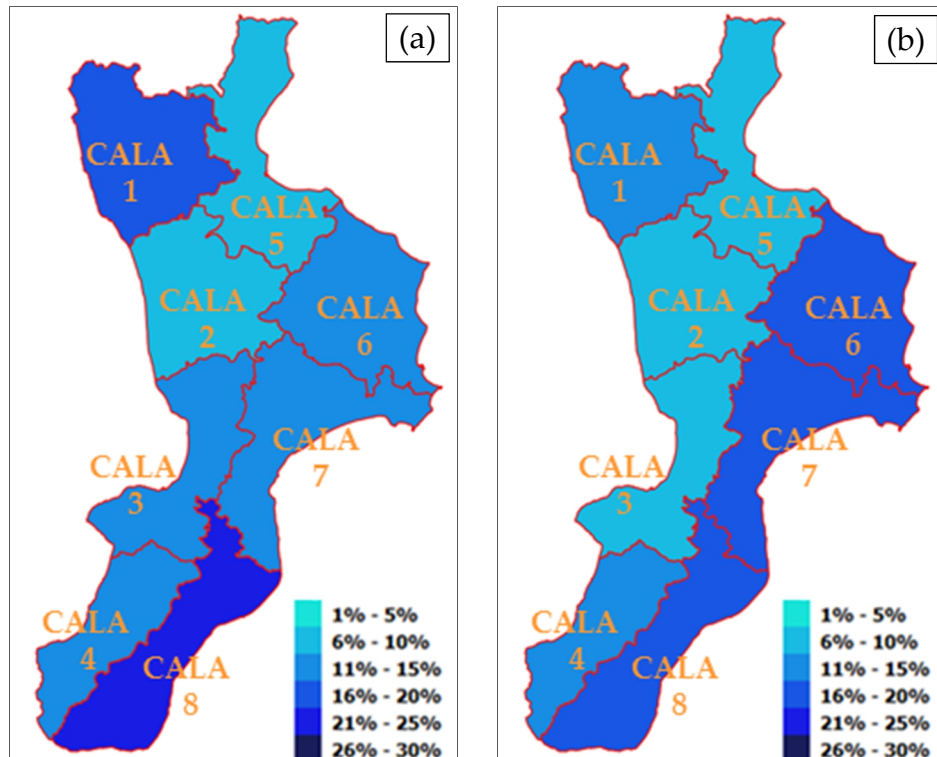 (a)
CALA
1
CALA
5
CALA
2
CALA
6
CALA
7
CALA
3
CALA
4
CALA
8
1% - 5%
6% - 10%
11% - 15%
16% - 20%
21% - 25%
26% - 30%
(b)
CALA
1
CALA
5
CALA
2
CALA
6
CALA
7
CALA
3
CALA
4
CALA
8
1% - 5%
6% - 10%
11% - 15%
16% - 20%
21% - 25%
26% - 30%